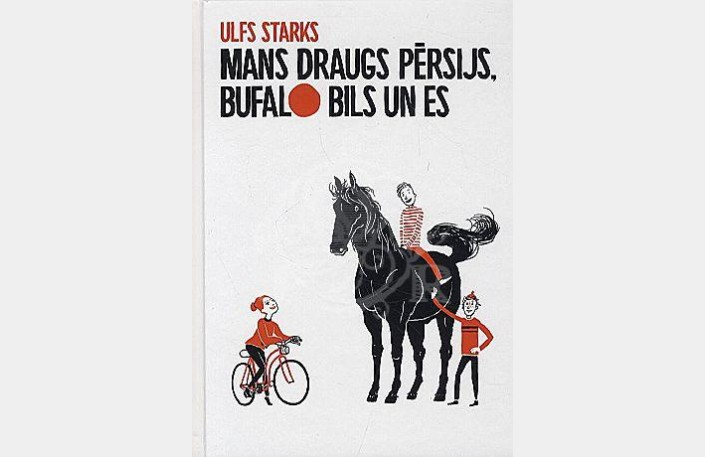 ULFS STARKS
MANS DRAUGS PĒRSIJS,
BUFALO BILS UN ES